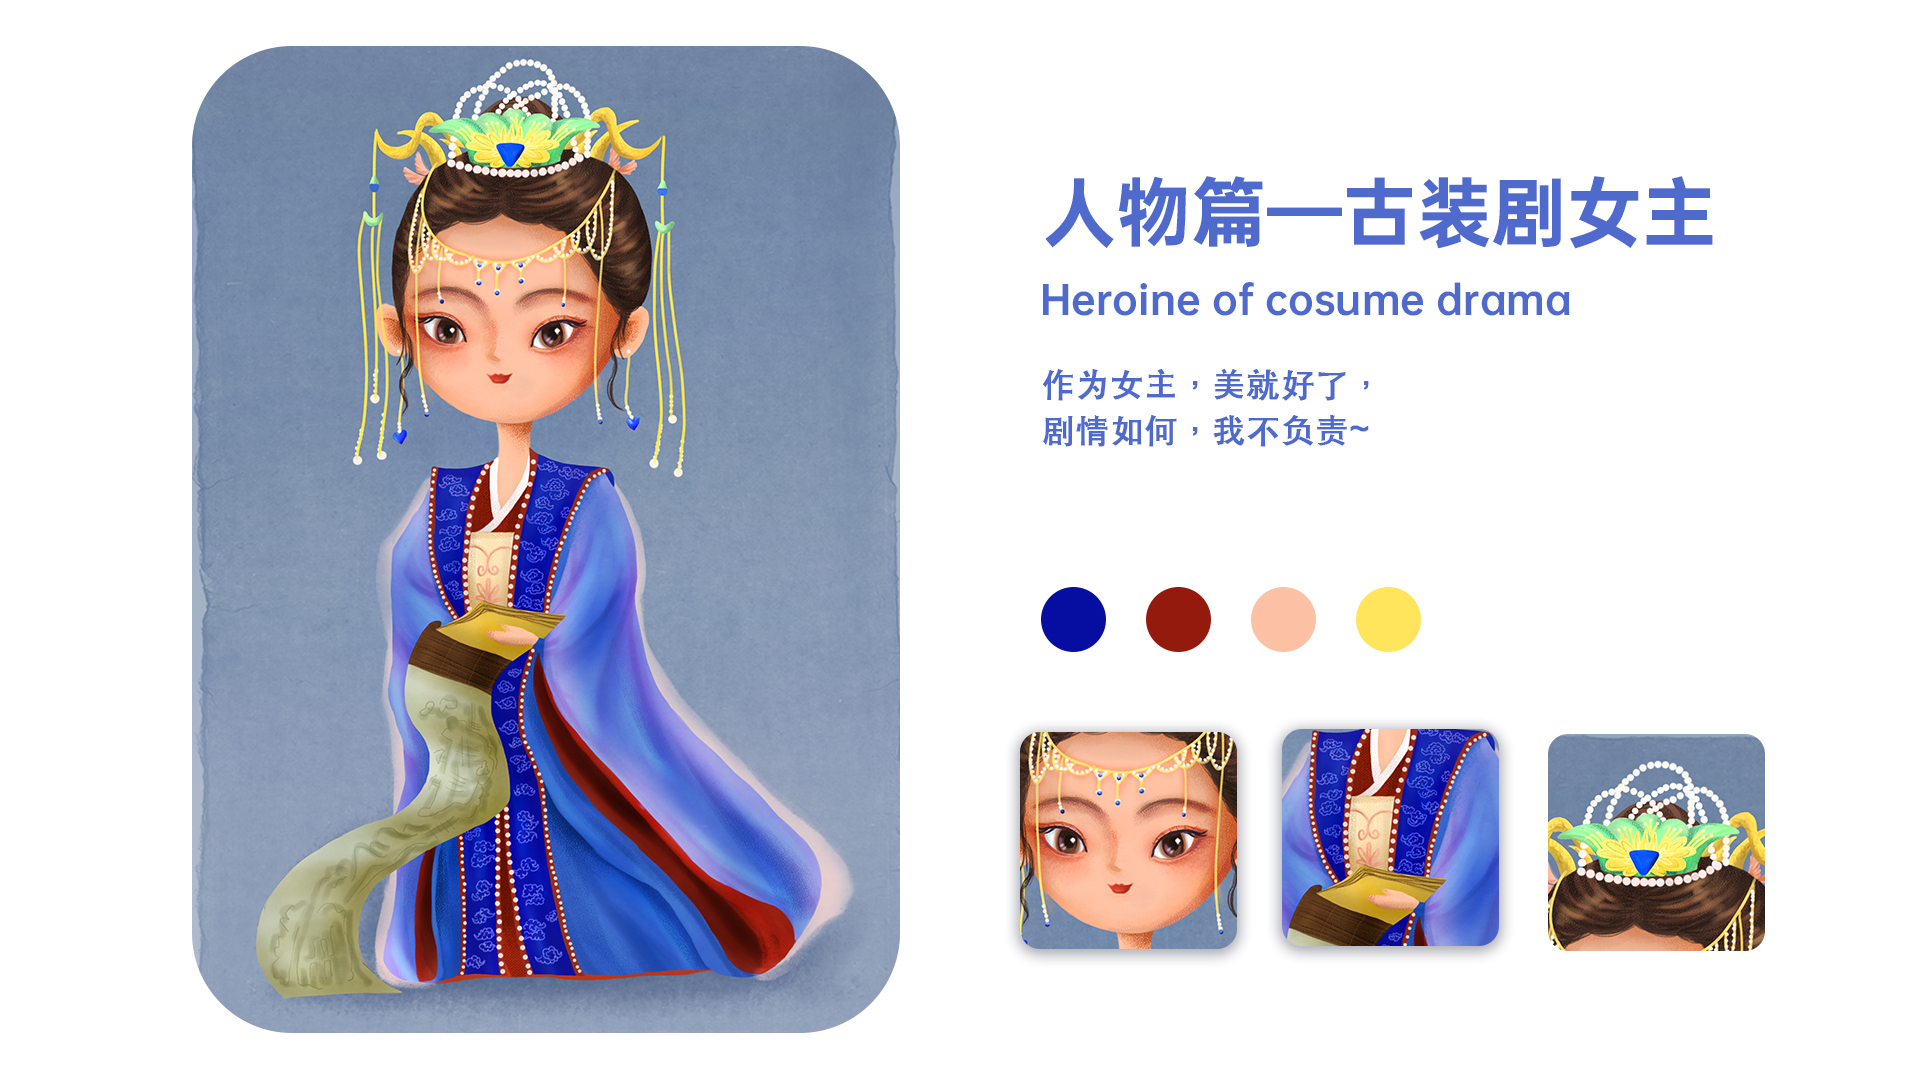 人物篇—古装剧女主
Heroine of cosume drama
作为女主，美就好了，
剧情如何，我不负责~